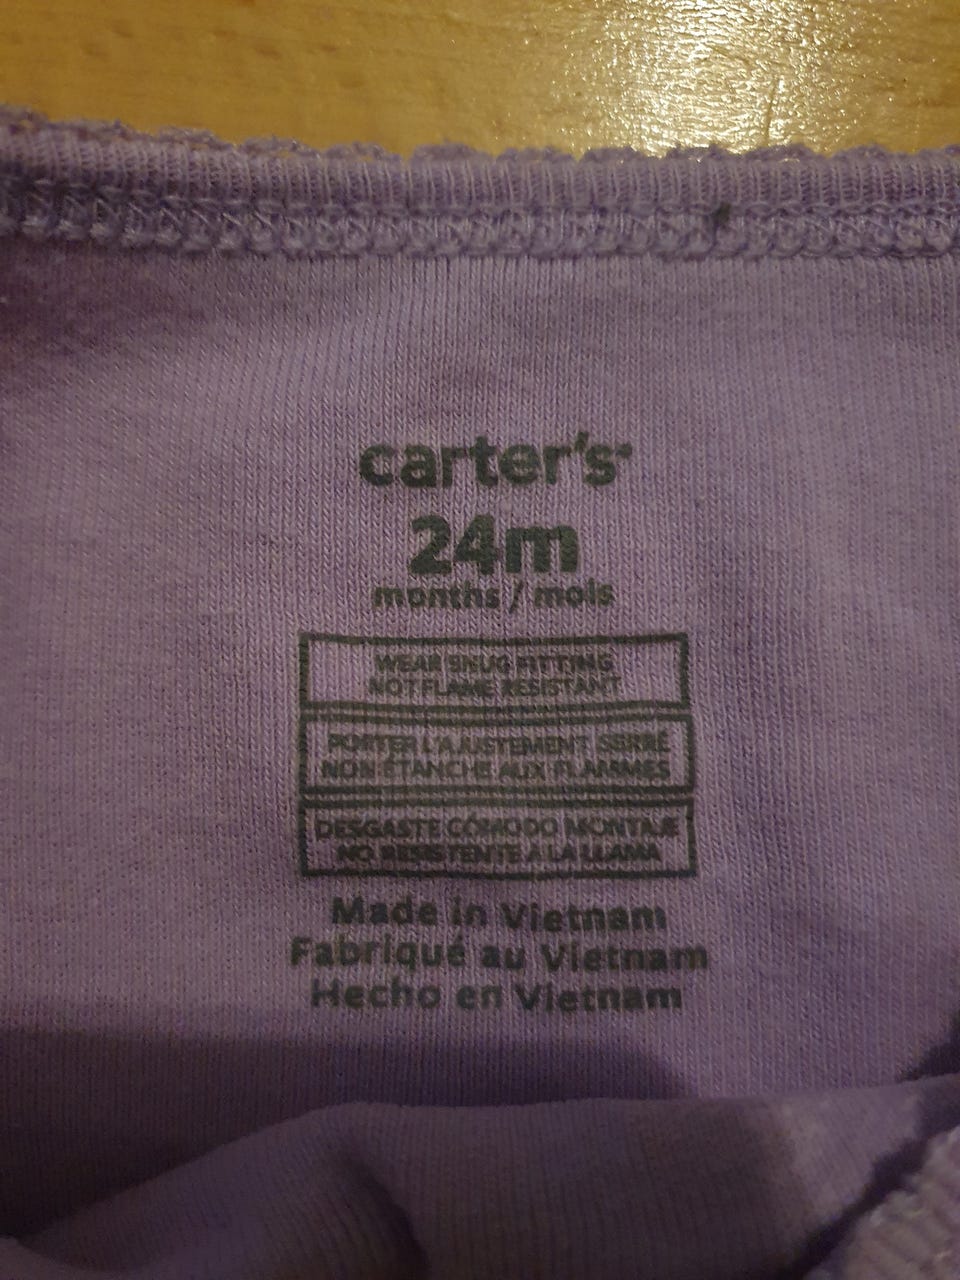 carter's
24m
months / mois
WEAR SNUG FITTING
NOT FLAME RESISTANT
PORTER L'AJUSTEMENT SERRÉ
NON ÉTANCHE AUX FLAMMES
DESGASTE CÓMODO MONTAJE
NO RESISTENTE A LA LLAMA
Made in Vietnam
Fabriqué au Vietnam
Hecho en Vietnam